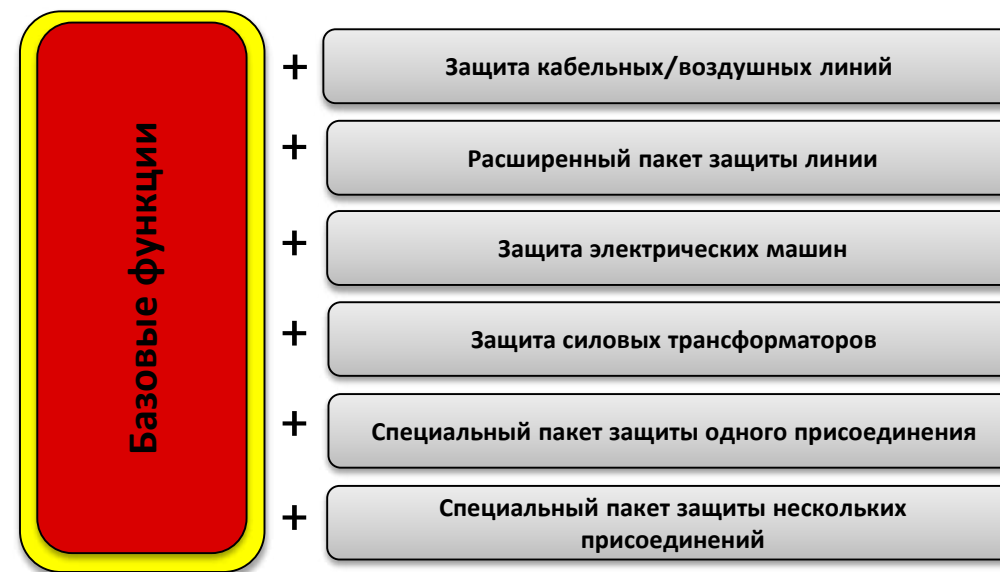 Базовые функции
+ Защита кабельных/воздушных линий
+ Расширенный пакет защиты линии
+ Защита электрических машин
+ Защита силовых трансформаторов
+ Специальный пакет защиты одного присоединения
+ Специальный пакет защиты нескольких
присоединений